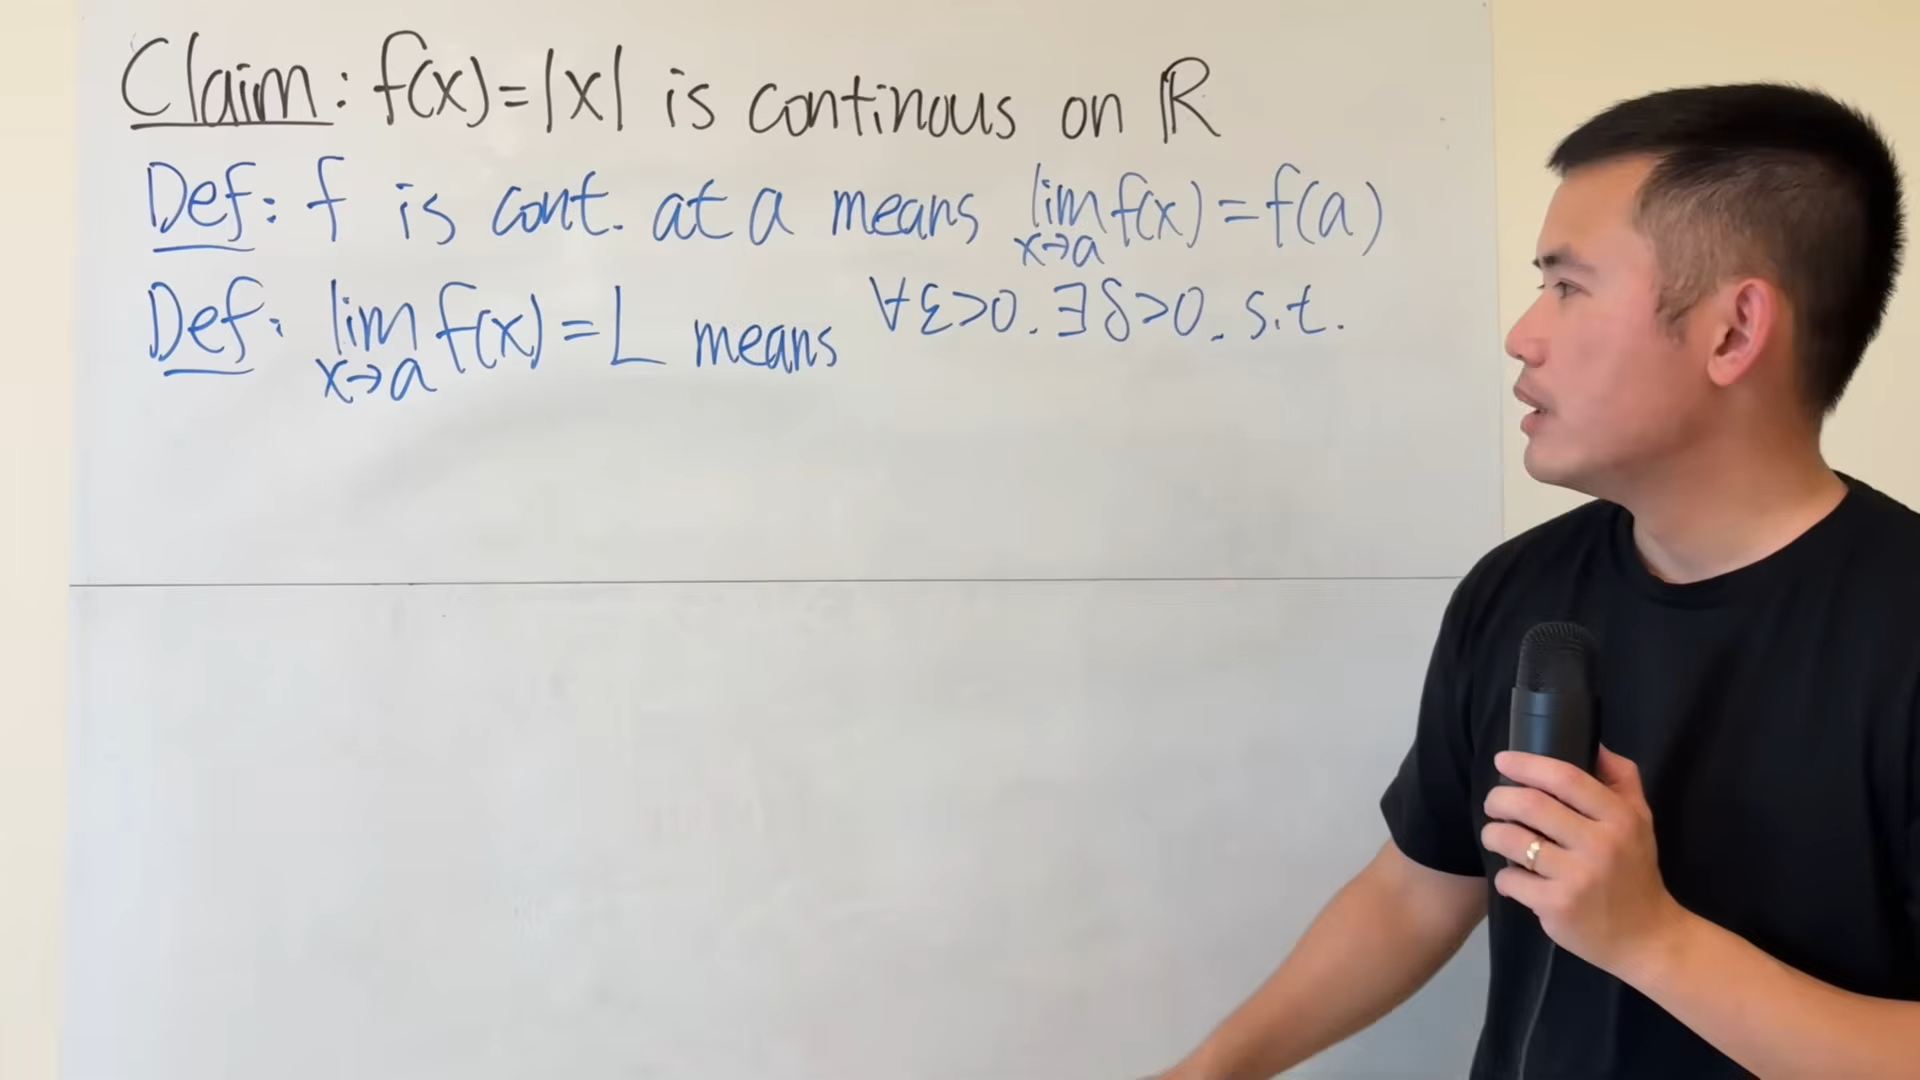 Claim: f(x)=|x| is continous on ℝ
Def: f is cont. at a means lim x→a f(x)=f(a)
Def: lim x→a f(x)=L means ∀ε>0. ∃δ>0. s.t.